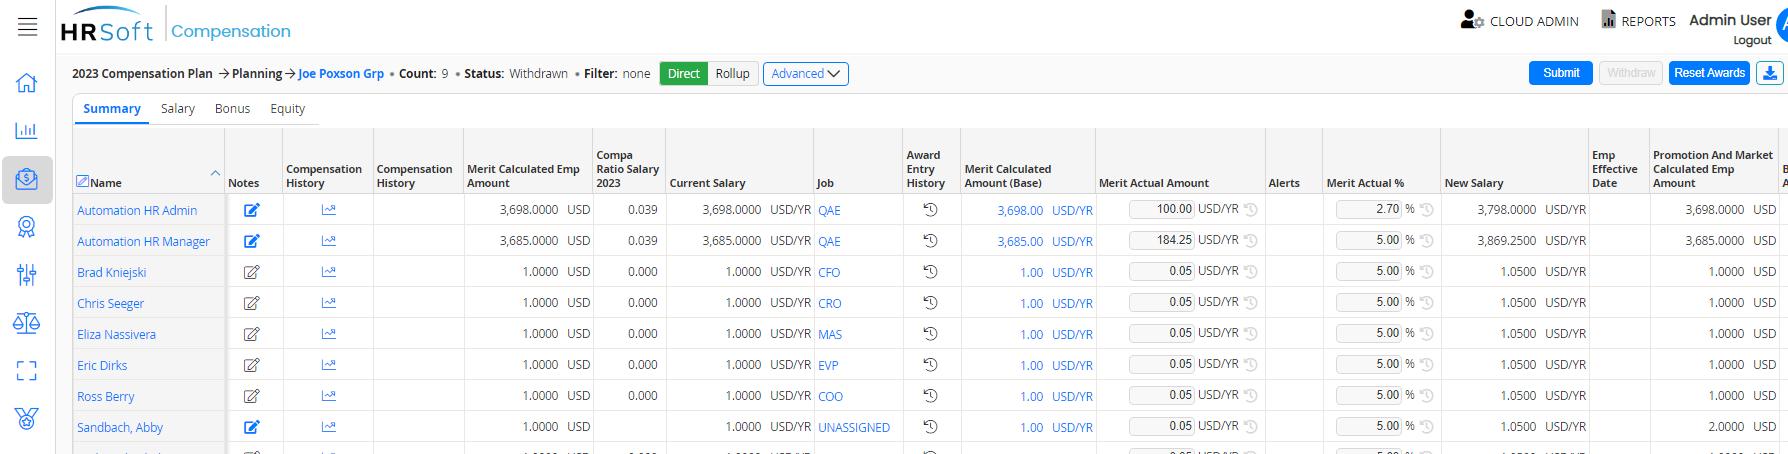 HRSoft Compensation
CLOUD ADMIN REPORTS Admin User
Logout
2023 Compensation Plan → Planning → Joe Poxson Grp • Count: 9 • Status: Withdrawn • Filter: none Direct Rollup Advanced Submit Withdraw Reset Awards
Summary Salary Bonus Equity
Name Notes Compensation History Compensation History Merit Calculated Emp Amount Compa Ratio Salary 2023 Current Salary Job Award Entry History Merit Calculated Amount (Base) Merit Actual Amount Alerts Merit Actual % New Salary Emp Effective Date Promotion And Market Calculated Emp Amount
Automation HR Admin 3,698.0000 USD 0.039 3,698.0000 USD/YR QAE 3,698.00 USD/YR 100.00 USD/YR 2.70 % 3,798.0000 USD/YR 3,698.0000 USD
Automation HR Manager 3,685.0000 USD 0.039 3,685.0000 USD/YR QAE 3,685.00 USD/YR 184.25 USD/YR 5.00 % 3,869.2500 USD/YR 3,685.0000 USD
Brad Kniejski 1.0000 USD 0.000 1.0000 USD/YR CFO 1.00 USD/YR 0.05 USD/YR 5.00 % 1.0500 USD/YR 1.0000 USD
Chris Seeger 1.0000 USD 0.000 1.0000 USD/YR CRO 1.00 USD/YR 0.05 USD/YR 5.00 % 1.0500 USD/YR 1.0000 USD
Eliza Nassivera 1.0000 USD 0.000 1.0000 USD/YR MAS 1.00 USD/YR 0.05 USD/YR 5.00 % 1.0500 USD/YR 1.0000 USD
Eric Dirks 1.0000 USD 0.000 1.0000 USD/YR EVP 1.00 USD/YR 0.05 USD/YR 5.00 % 1.0500 USD/YR 1.0000 USD
Ross Berry 1.0000 USD 0.000 1.0000 USD/YR COO 1.00 USD/YR 0.05 USD/YR 5.00 % 1.0500 USD/YR 1.0000 USD
Sandbach, Abby 1.0000 USD 1.0000 USD/YR UNASSIGNED 1.00 USD/YR 0.05 USD/YR 5.00 % 1.0500 USD/YR 2.0000 USD